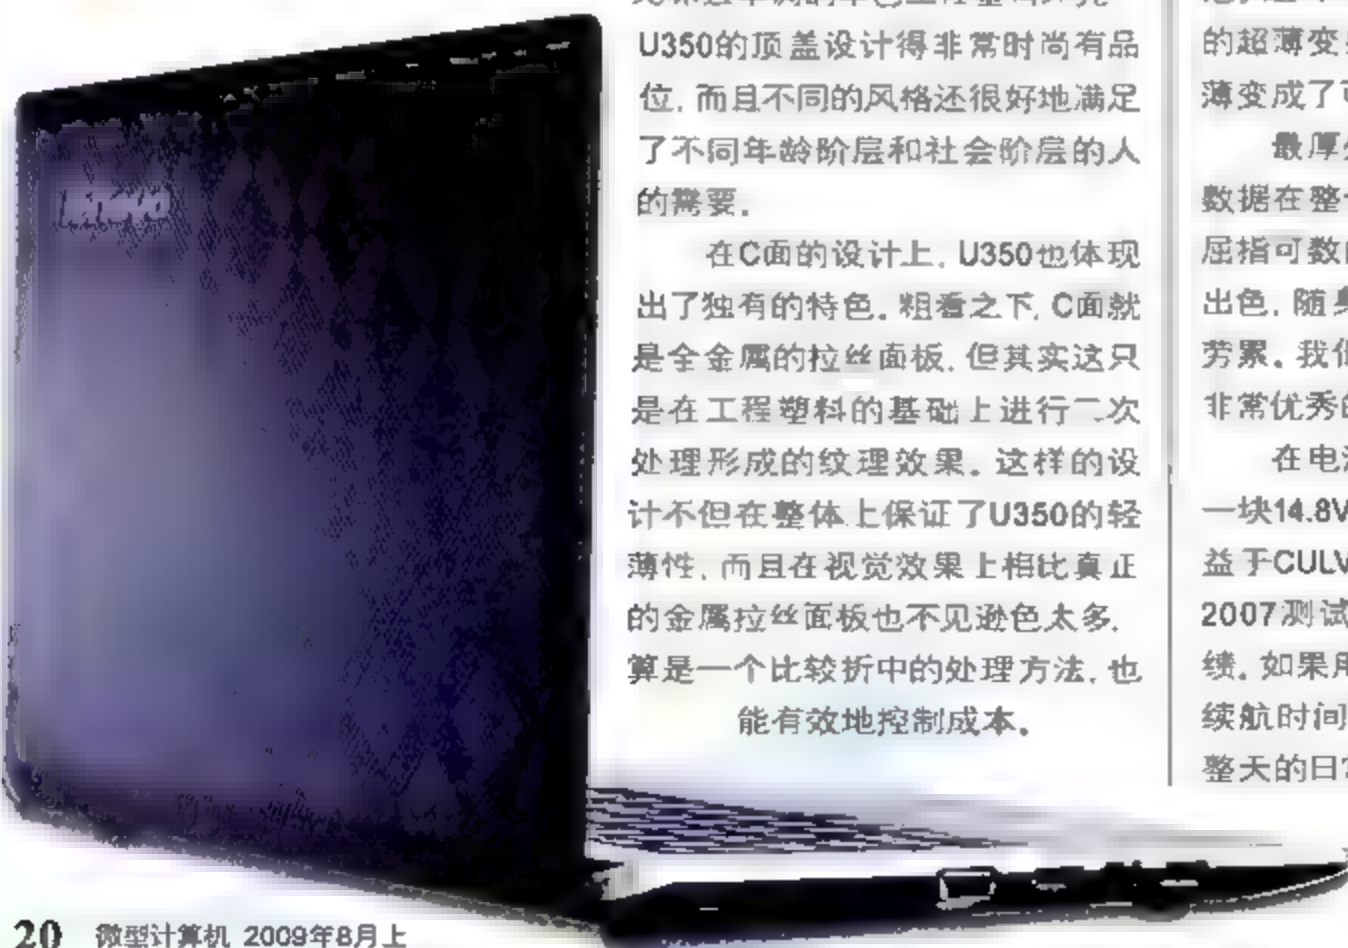 Lenovo
U350的顶盖设计得非常时尚有品
位,而且不同的风格还很好地满足
了不同年龄阶层和社会阶层的人
的需要。
在C面的设计上,U350也体现
出了独有的特色。粗看之下,C面就
是全金属的拉丝面板,但其实这只
是在工程塑料的基础上进行二次
处理形成的纹理效果。这样的设
计不但在整体上保证了U350的轻
薄性,而且在视觉效果上相比真正
的金属拉丝面板也不见逊色太多,
算是一个比较折中的处理方法,也
能有效地控制成本。
的超薄变
薄变成了
最厚
数据在整
屈指可数
出色,随身
劳累。我们
非常优秀的
在电
一块14.8V
益于CULV
2007测试
绩。如果用
续航时间
整天的日常
20 微型计算机 2009年8月上